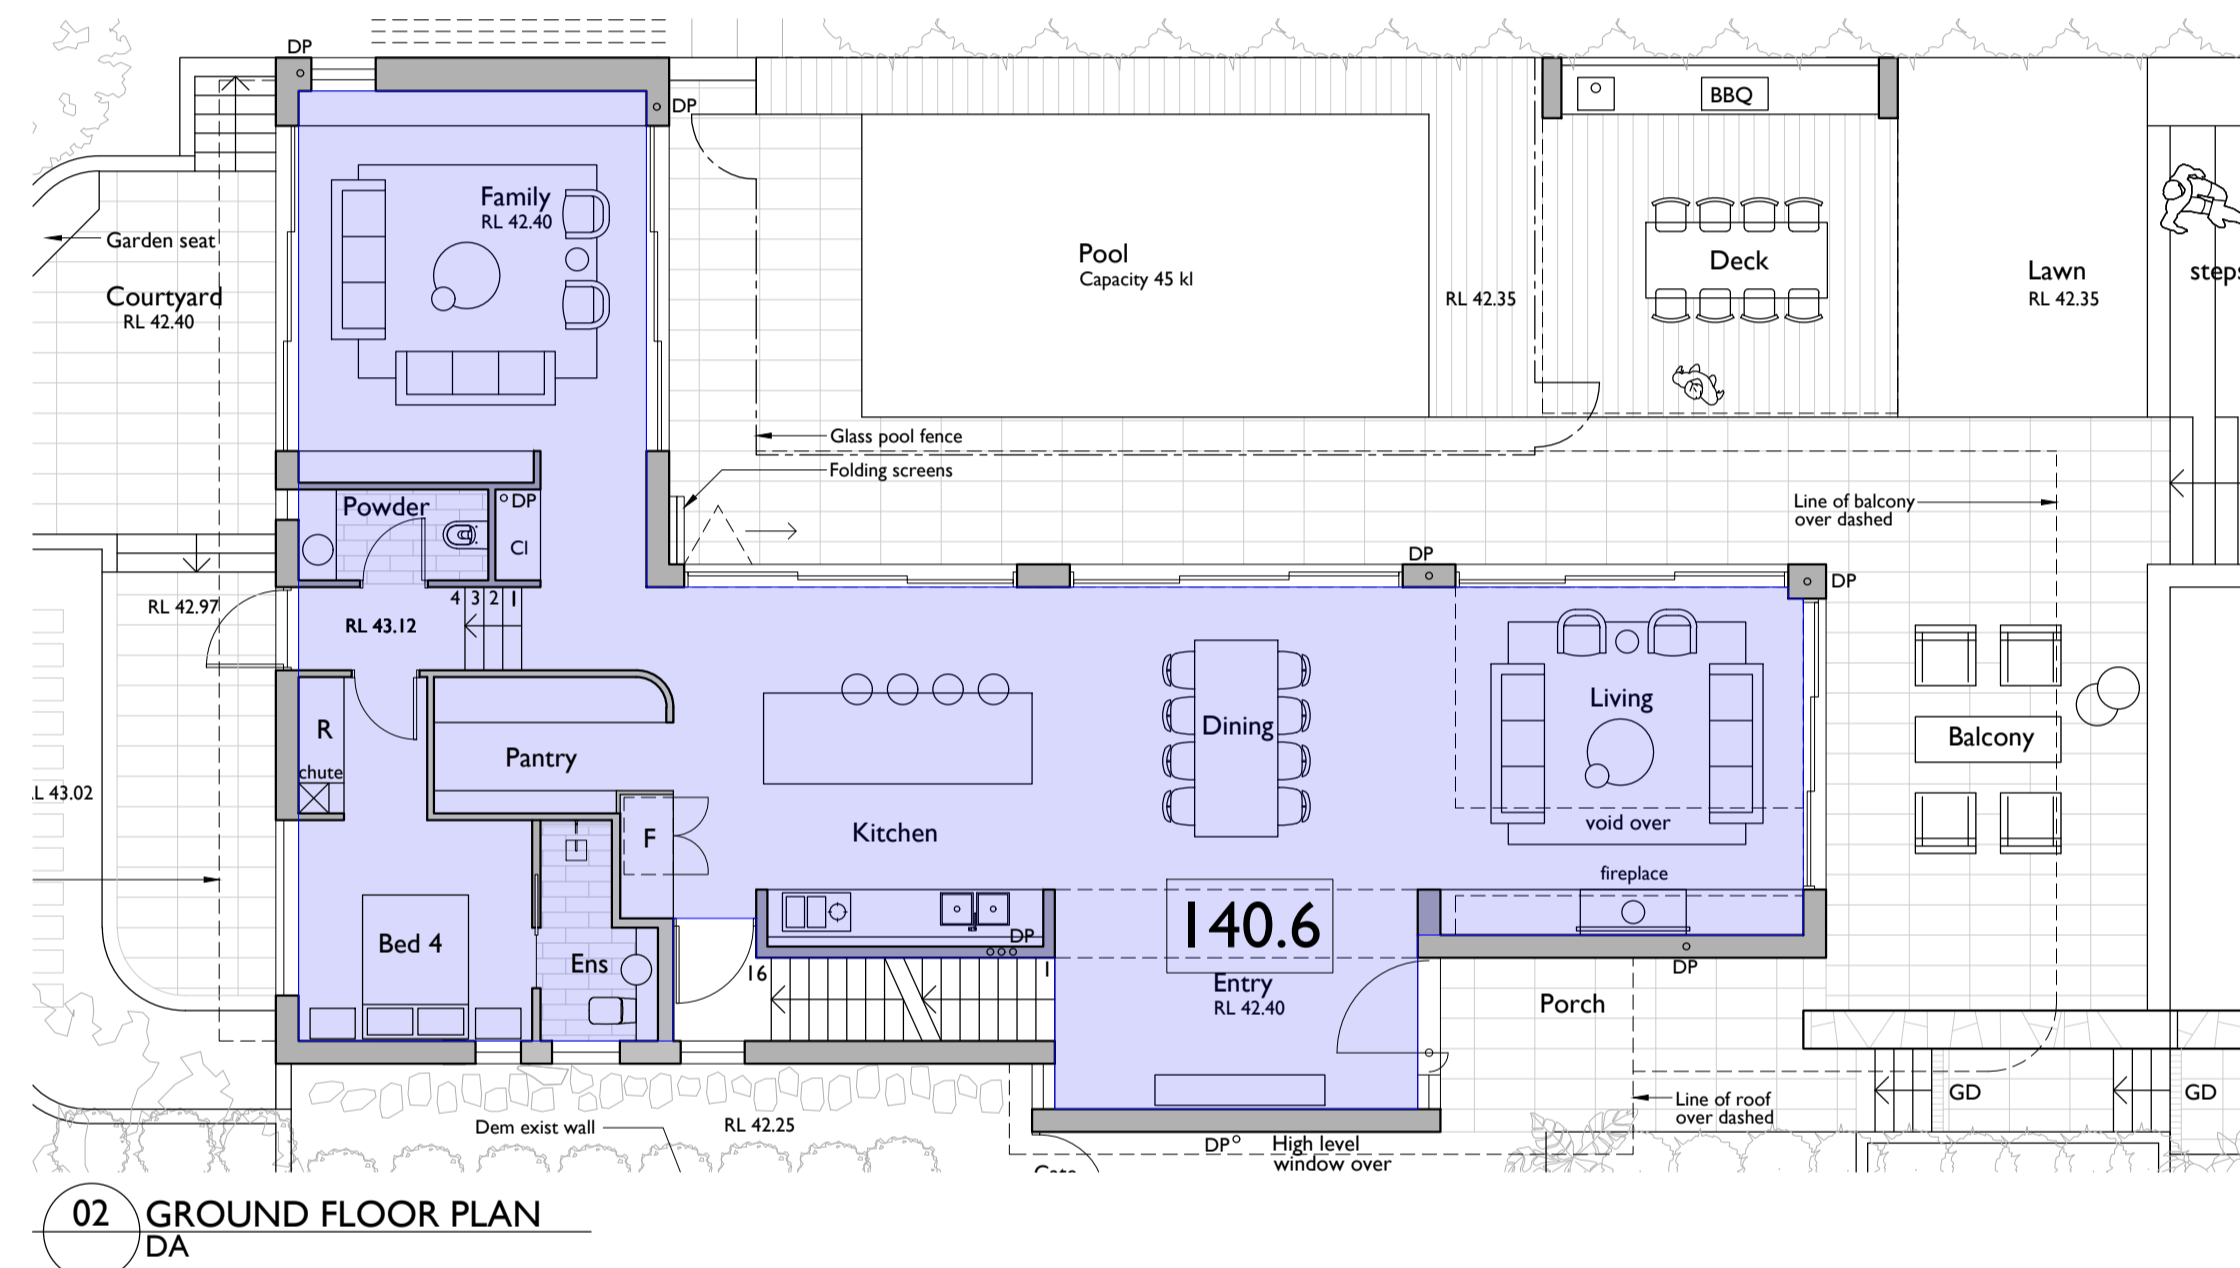 DP
DP
BBQ
Family
RL 42.40
Garden seat
Courtyard
RL 42.40
Pool
Capacity 45 kl
RL 42.35
Deck
Lawn
RL 42.35
steps
Glass pool fence
Folding screens
Line of balcony
over dashed
Powder
DP
Cl
DP
DP
RL 42.97
4 3 2 1
RL 43.12
R
chute
Pantry
Dining
Living
Balcony
L 43.02
F
Kitchen
void over
fireplace
140.6
Bed 4
Ens
DP
16
1
DP
Entry
RL 42.40
Porch
Line of roof
over dashed
GD
GD
Dem exist wall
RL 42.25
DP
High level
window over
02
GROUND FLOOR PLAN
DA